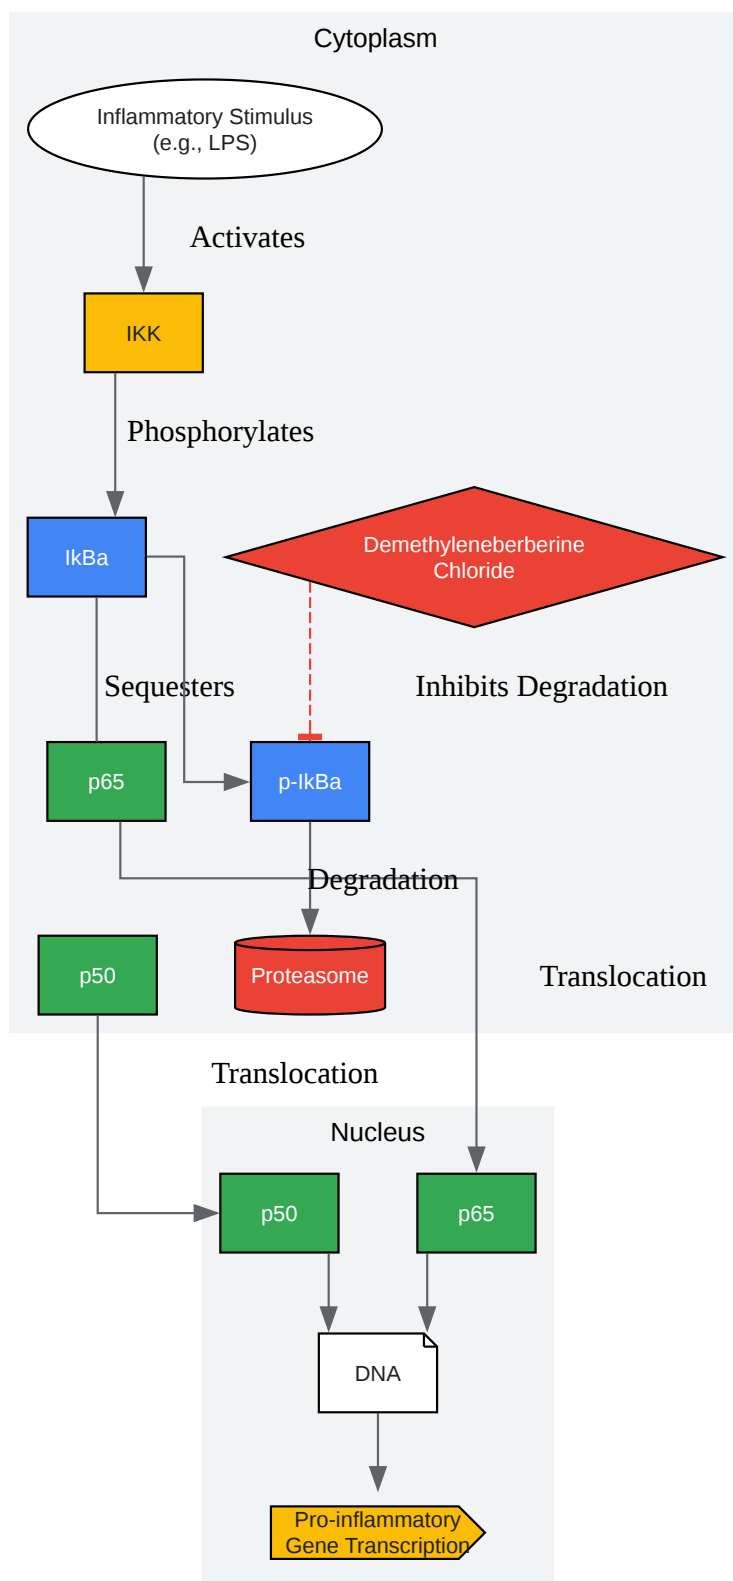 Cytoplasm
Inflammatory Stimulus
(e.g., LPS)
Activates
IKK
Phosphorylates
IkBa
Demethyleneberberine
Chloride
Sequesters
Inhibits Degradation
p65
p-IkBa
Degradation
p50
Proteasome
Translocation
Translocation
Nucleus
p50
p65
DNA
Pro-inflammatory
Gene Transcription